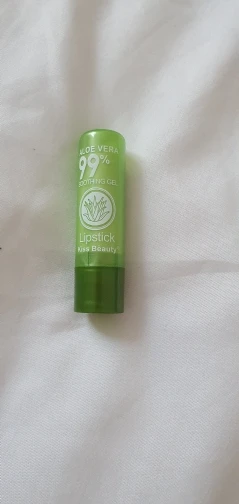 ALOE VERA
99%
SOOTHING GEL
Lipstick
Kiss Beauty